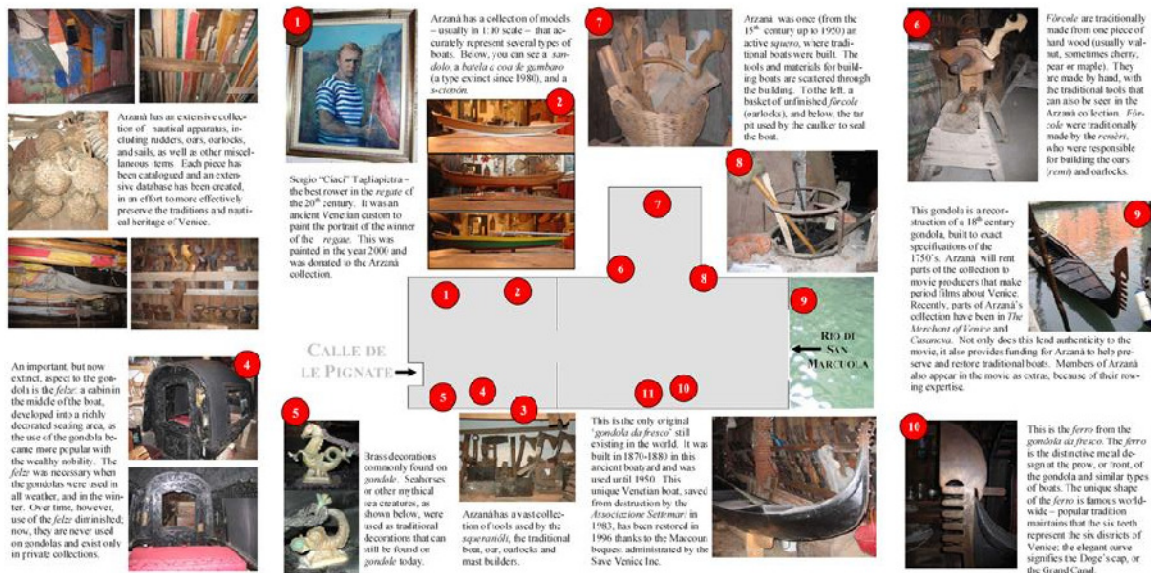 Arzanà has an extensive collec-
tion of nautical apparatus, in-
cluding rudders, oars, oarlocks,
and sails, as well as other miscel-
laneous items. Each piece has
been catalogued and an exten-
sive database has been created,
in an effort to more effectively
preserve the traditions and nauti-
cal heritage of Venice.
An important, but now
extinct, aspect to the gon-
dola is the felze: a cabin in
the middle of the boat,
developed into a richly
decorated seating area, as
the use of the gondola be-
came more popular with
the wealthy nobility. The
felze was necessary when
the gondolas were used in
all weather, and in the win-
ter. Over time, however,
use of the felze diminished;
now, they are never used
on gondolas and exist only
in private collections.
4
1
Sergio "Ciaci" Tagliapietra –
the best rower in the regate of
the 20th century. It was an
ancient Venetian custom to
paint the portrait of the winner
of the regate. This was
painted in the year 2000 and
was donated to the Arzanà
collection.
Arzanà has a collection of models
– usually in 1:10 scale – that ac-
curately represent several types of
boats. Below, you can see a san-
dolo, a batela a coa de gambaro
(a type extinct since 1980), and a
s-ciopon.
2
5
Brass decorations
commonly found on
gondole. Seahorses
or other mythical
sea creatures, as
shown below, were
used as traditional
decorations that can
still be found on
gondole today.
3
Arzanà has a vast collec-
tion of tools used by the
squeraròli, the traditional
boat, oar, oarlocks and
mast builders.
7
Arzanà was once (from the
18th century up to 1950) an
active squero, where tradi-
tional boats were built. The
tools and materials for build-
ing boats are scattered through
the building. To the left, a
basket of unfinished fórcole
(oarlocks), and below, the tar
pit used by the caulker to seal
the boat.
8
7
6
8
1
2
9
CALLE DE
LE PIGNATE
RIO DI
SAN
MARCUOLA
5
4
11
10
This is the only original
'gondola da fresco' still
existing in the world. It was
built in 1870-1880 in this
ancient boatyard and was
used until 1950. This
unique Venetian boat, saved
from destruction by the
Associazione Settemari in
1983, has been restored in
1996 thanks to the Maccoun
bequest administered by the
Save Venice Inc.
6
Fórcole are traditionally
made from one piece of
hard wood (usually wal-
nut, sometimes cherry,
pear or maple). They
are made by hand, with
the traditional tools that
can also be seen in the
Arzanà collection. Fór-
cole were traditionally
made by the remèri,
who were responsible
for building the oars
(remi) and oarlocks.
9
This gondola is a recon-
struction of a 18th century
gondola, built to exact
specifications of the
1750's. Arzanà will rent
parts of the collection to
movie producers that make
period films about Venice.
Recently, parts of Arzanà's
collection have been in The
Merchant of Venice and
Casanova. Not only does this lend authenticity to the
movie, it also provides funding for Arzanà to help pre-
serve and restore traditional boats. Members of Arzanà
also appear in the movie as extras, because of their row-
ing expertise.
10
This is the ferro from the
gondola da fresco. The ferro
is the distinctive metal de-
sign at the prow, or front, of
the gondola and similar types
of boats. The unique shape
of the ferro is famous world-
wide – popular tradition
maintains that the six teeth
represent the six districts of
Venice; the elegant curve
signifies the Doge's cap, or
the Grand Canal.